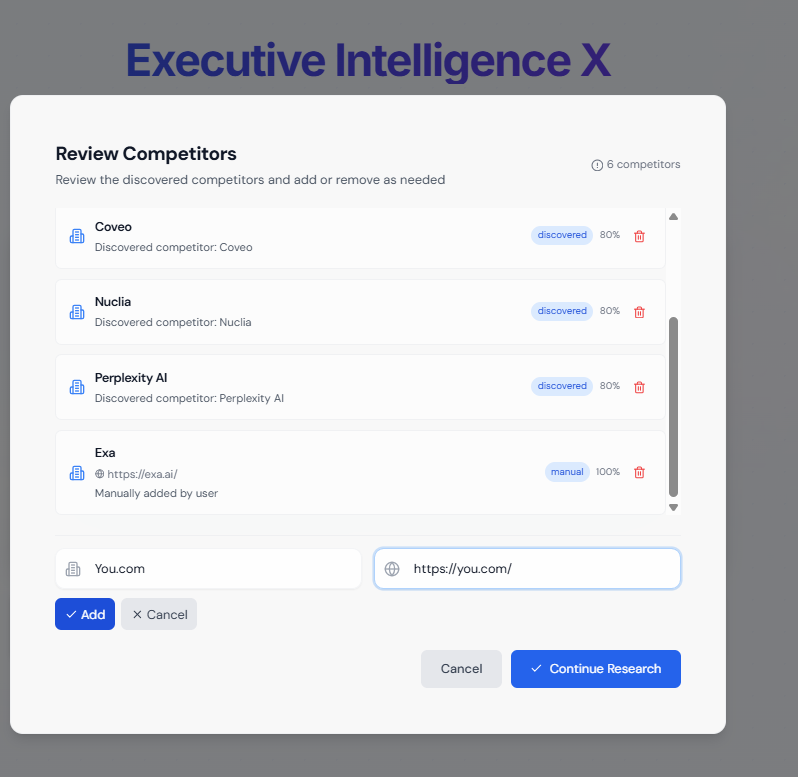 Executive Intelligence X
Review Competitors
Review the discovered competitors and add or remove as needed
6 competitors
Coveo
Discovered competitor: Coveo
discovered 80%
Nuclia
Discovered competitor: Nuclia
discovered 80%
Perplexity AI
Discovered competitor: Perplexity AI
discovered 80%
Exa
https://exa.ai/
Manually added by user
manual 100%
You.com
https://you.com/
Add
Cancel
Cancel
Continue Research